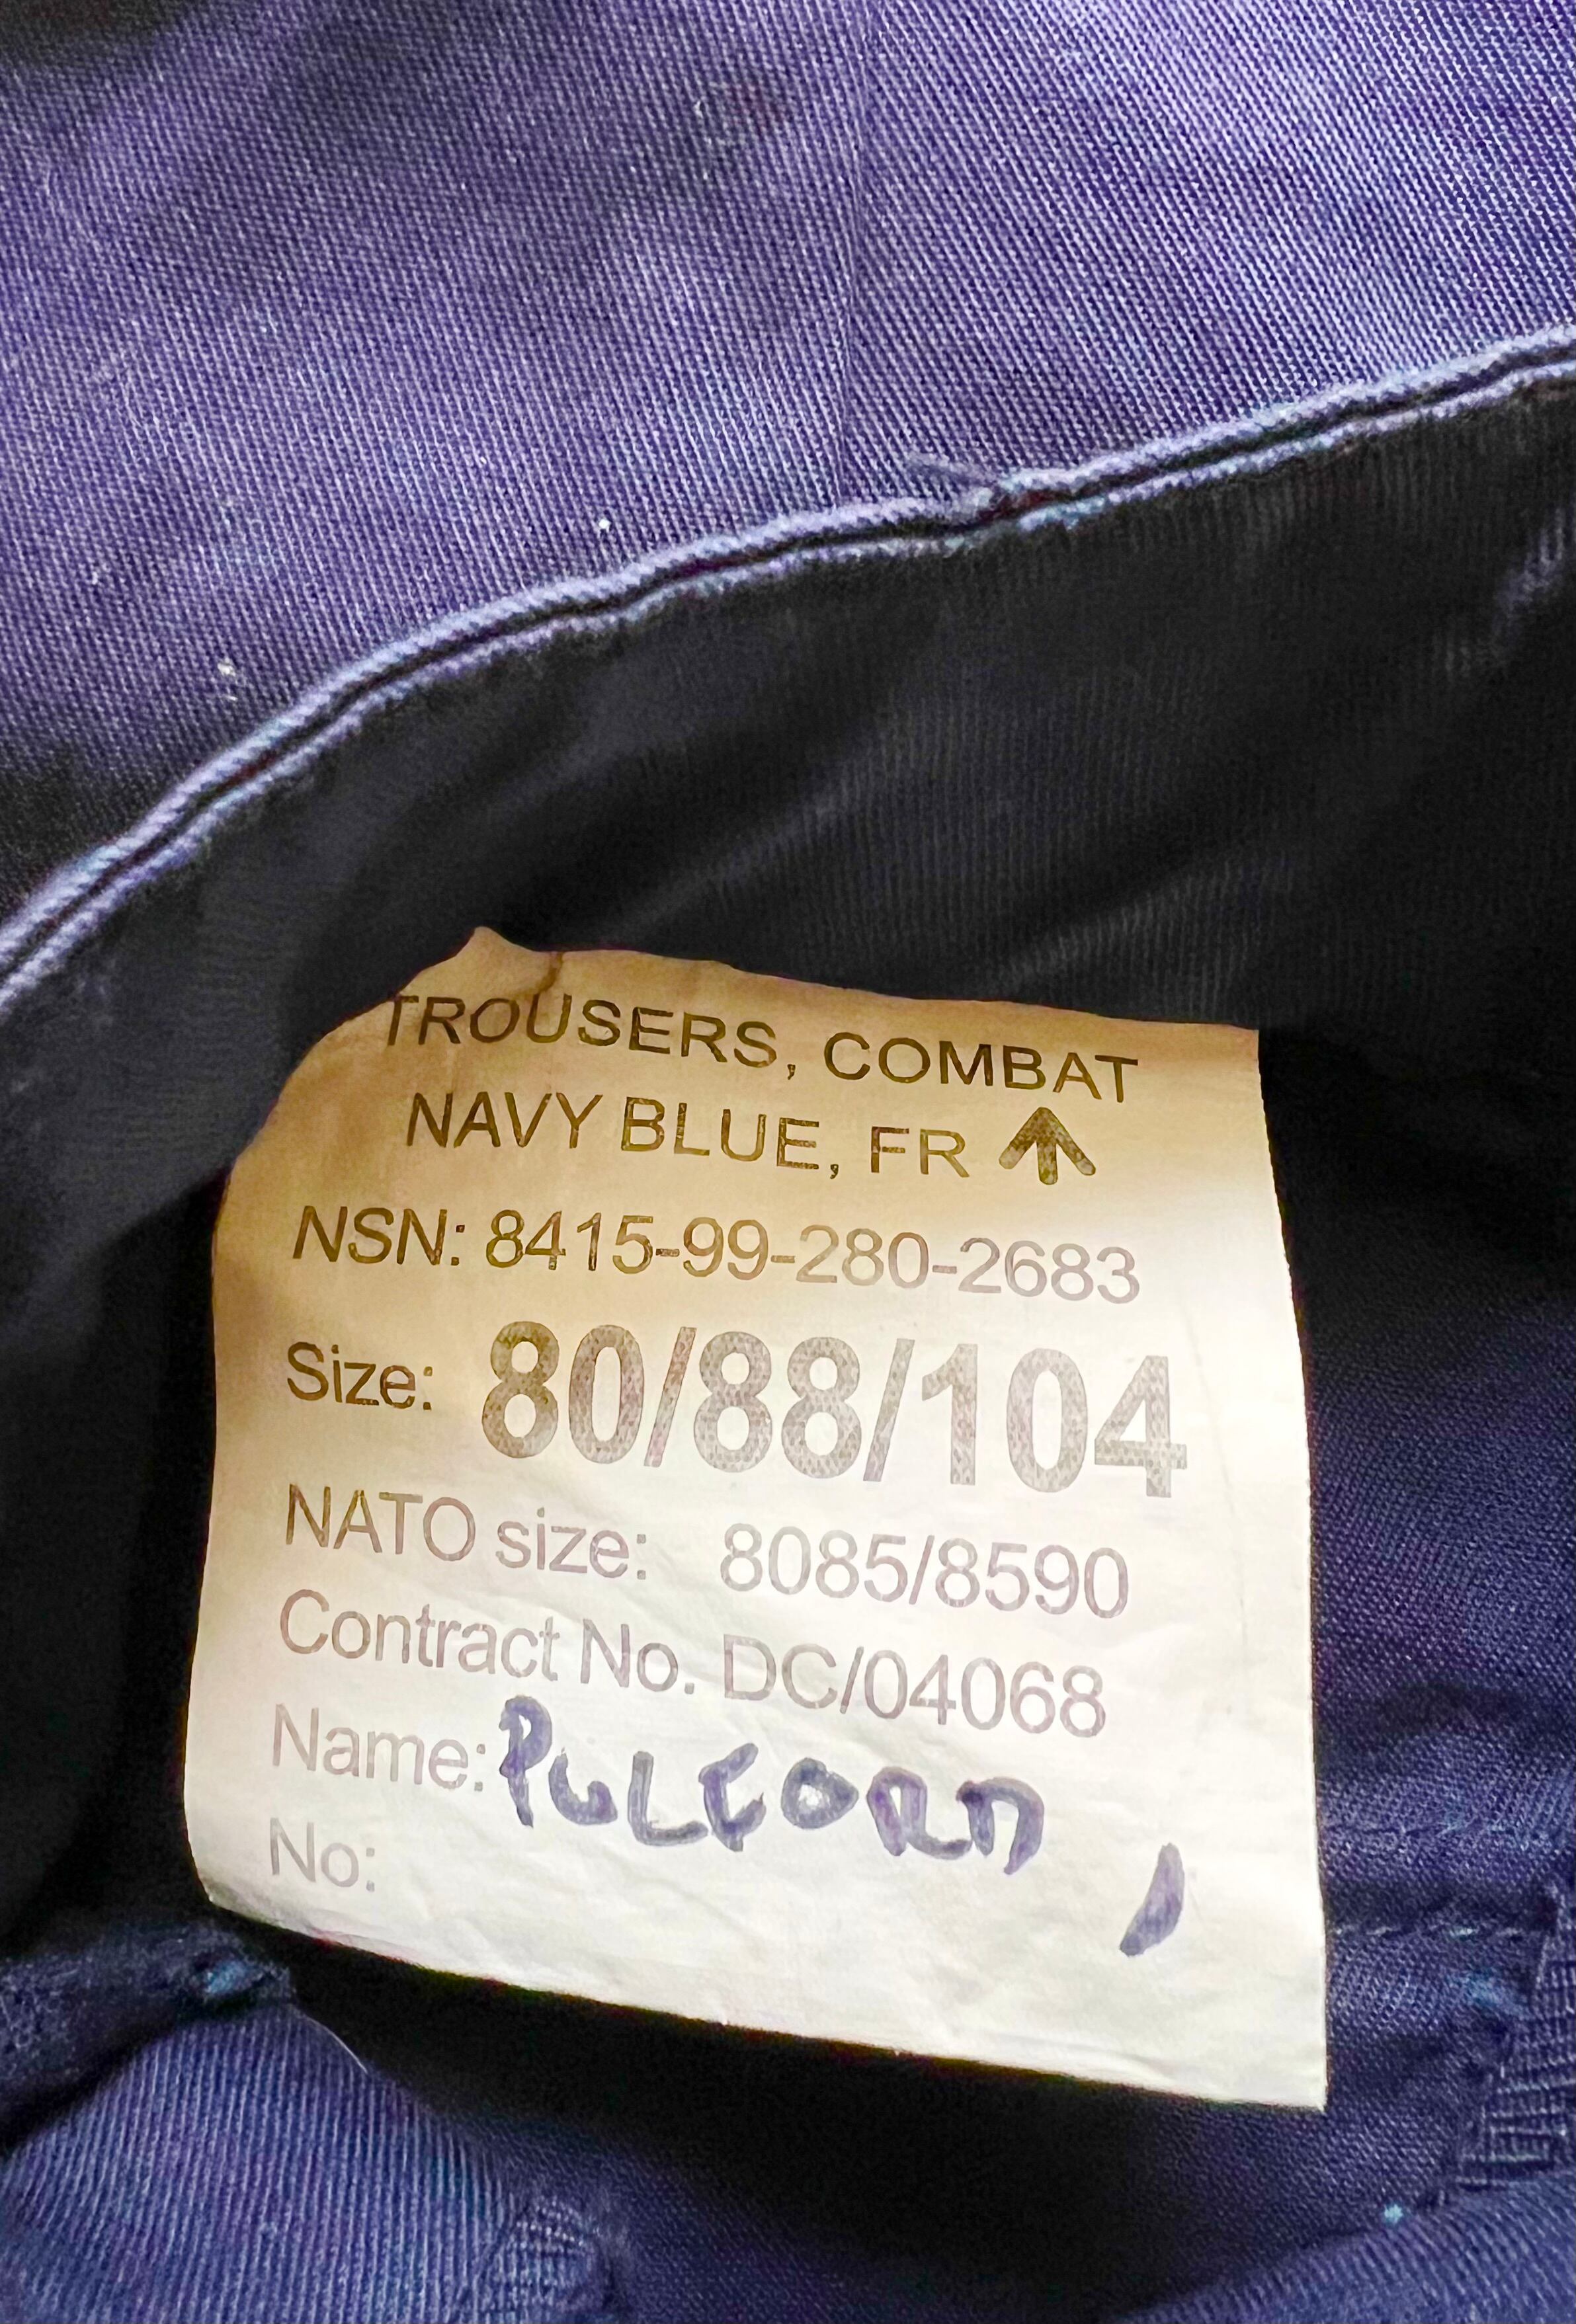 TROUSERS, COMBAT
NAVY BLUE, FR
NSN: 8415-99-280-2683
Size: 80/88/104
NATO size: 8085/8590
Contract No. DC/04068
Name: PULFORD
No: